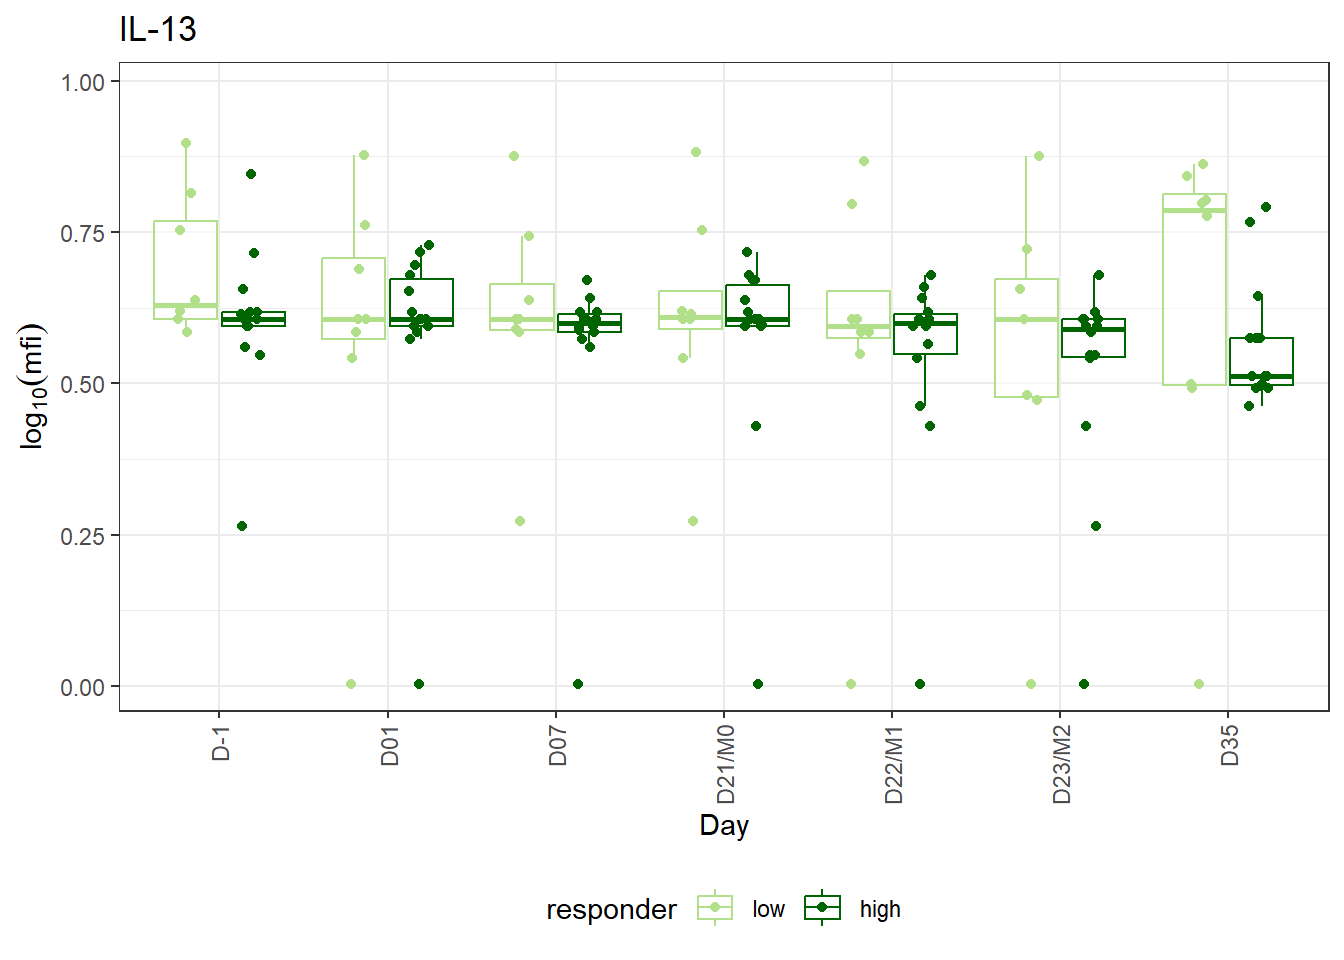 IL-13
log10(mfi)
1.00
0.75
0.50
0.25
0.00
D-1 D01 D07 D21/M0 D22/M1 D23/M2 D35
Day
responder low high